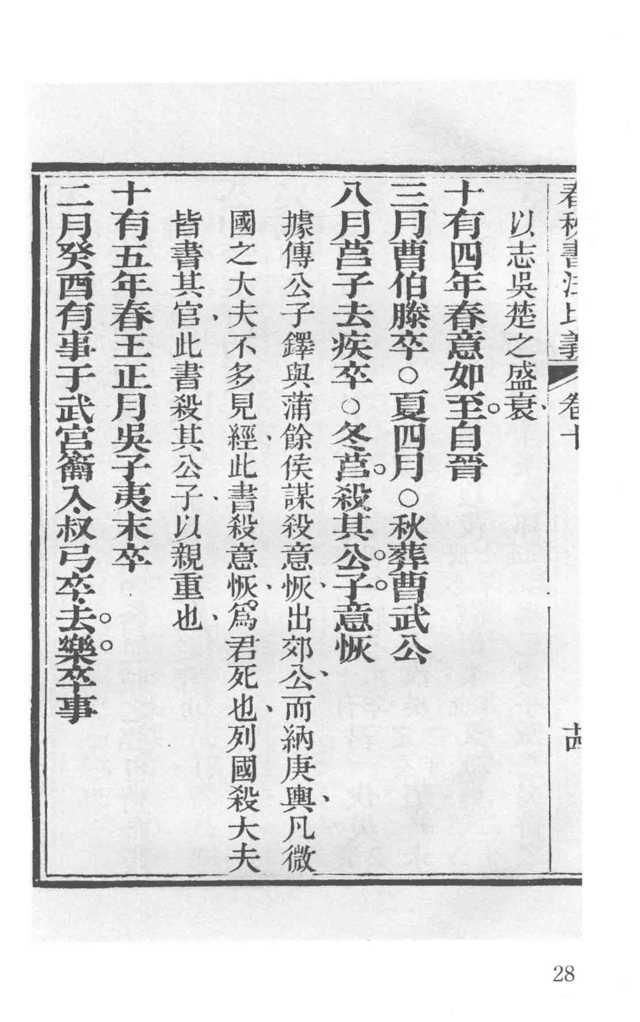 春秋書法比義 卷十
以志吳楚之盛衰
十有四年春意如至自晉
三月曹伯滕卒○夏四月○秋葬曹武公
八月莒子去疾卒○冬莒殺其公子意恢
據傳公子鐸與蒲餘侯謀殺意恢出郊公而納庚輿凡微
國之大夫不多見經此書殺意恢爲君死也列國殺大夫
皆書其官此書殺其公子以親重也
十有五年春王正月吳子夷末卒
二月癸酉有事于武宮籥入叔弓卒去樂卒事
28